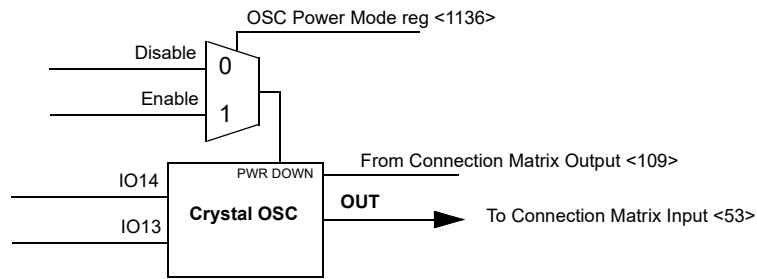 OSC Power Mode reg <1136>
Disable
0
Enable
1
PWR DOWN
From Connection Matrix Output <109>
IO14
Crystal OSC
OUT
To Connection Matrix Input <53>
IO13